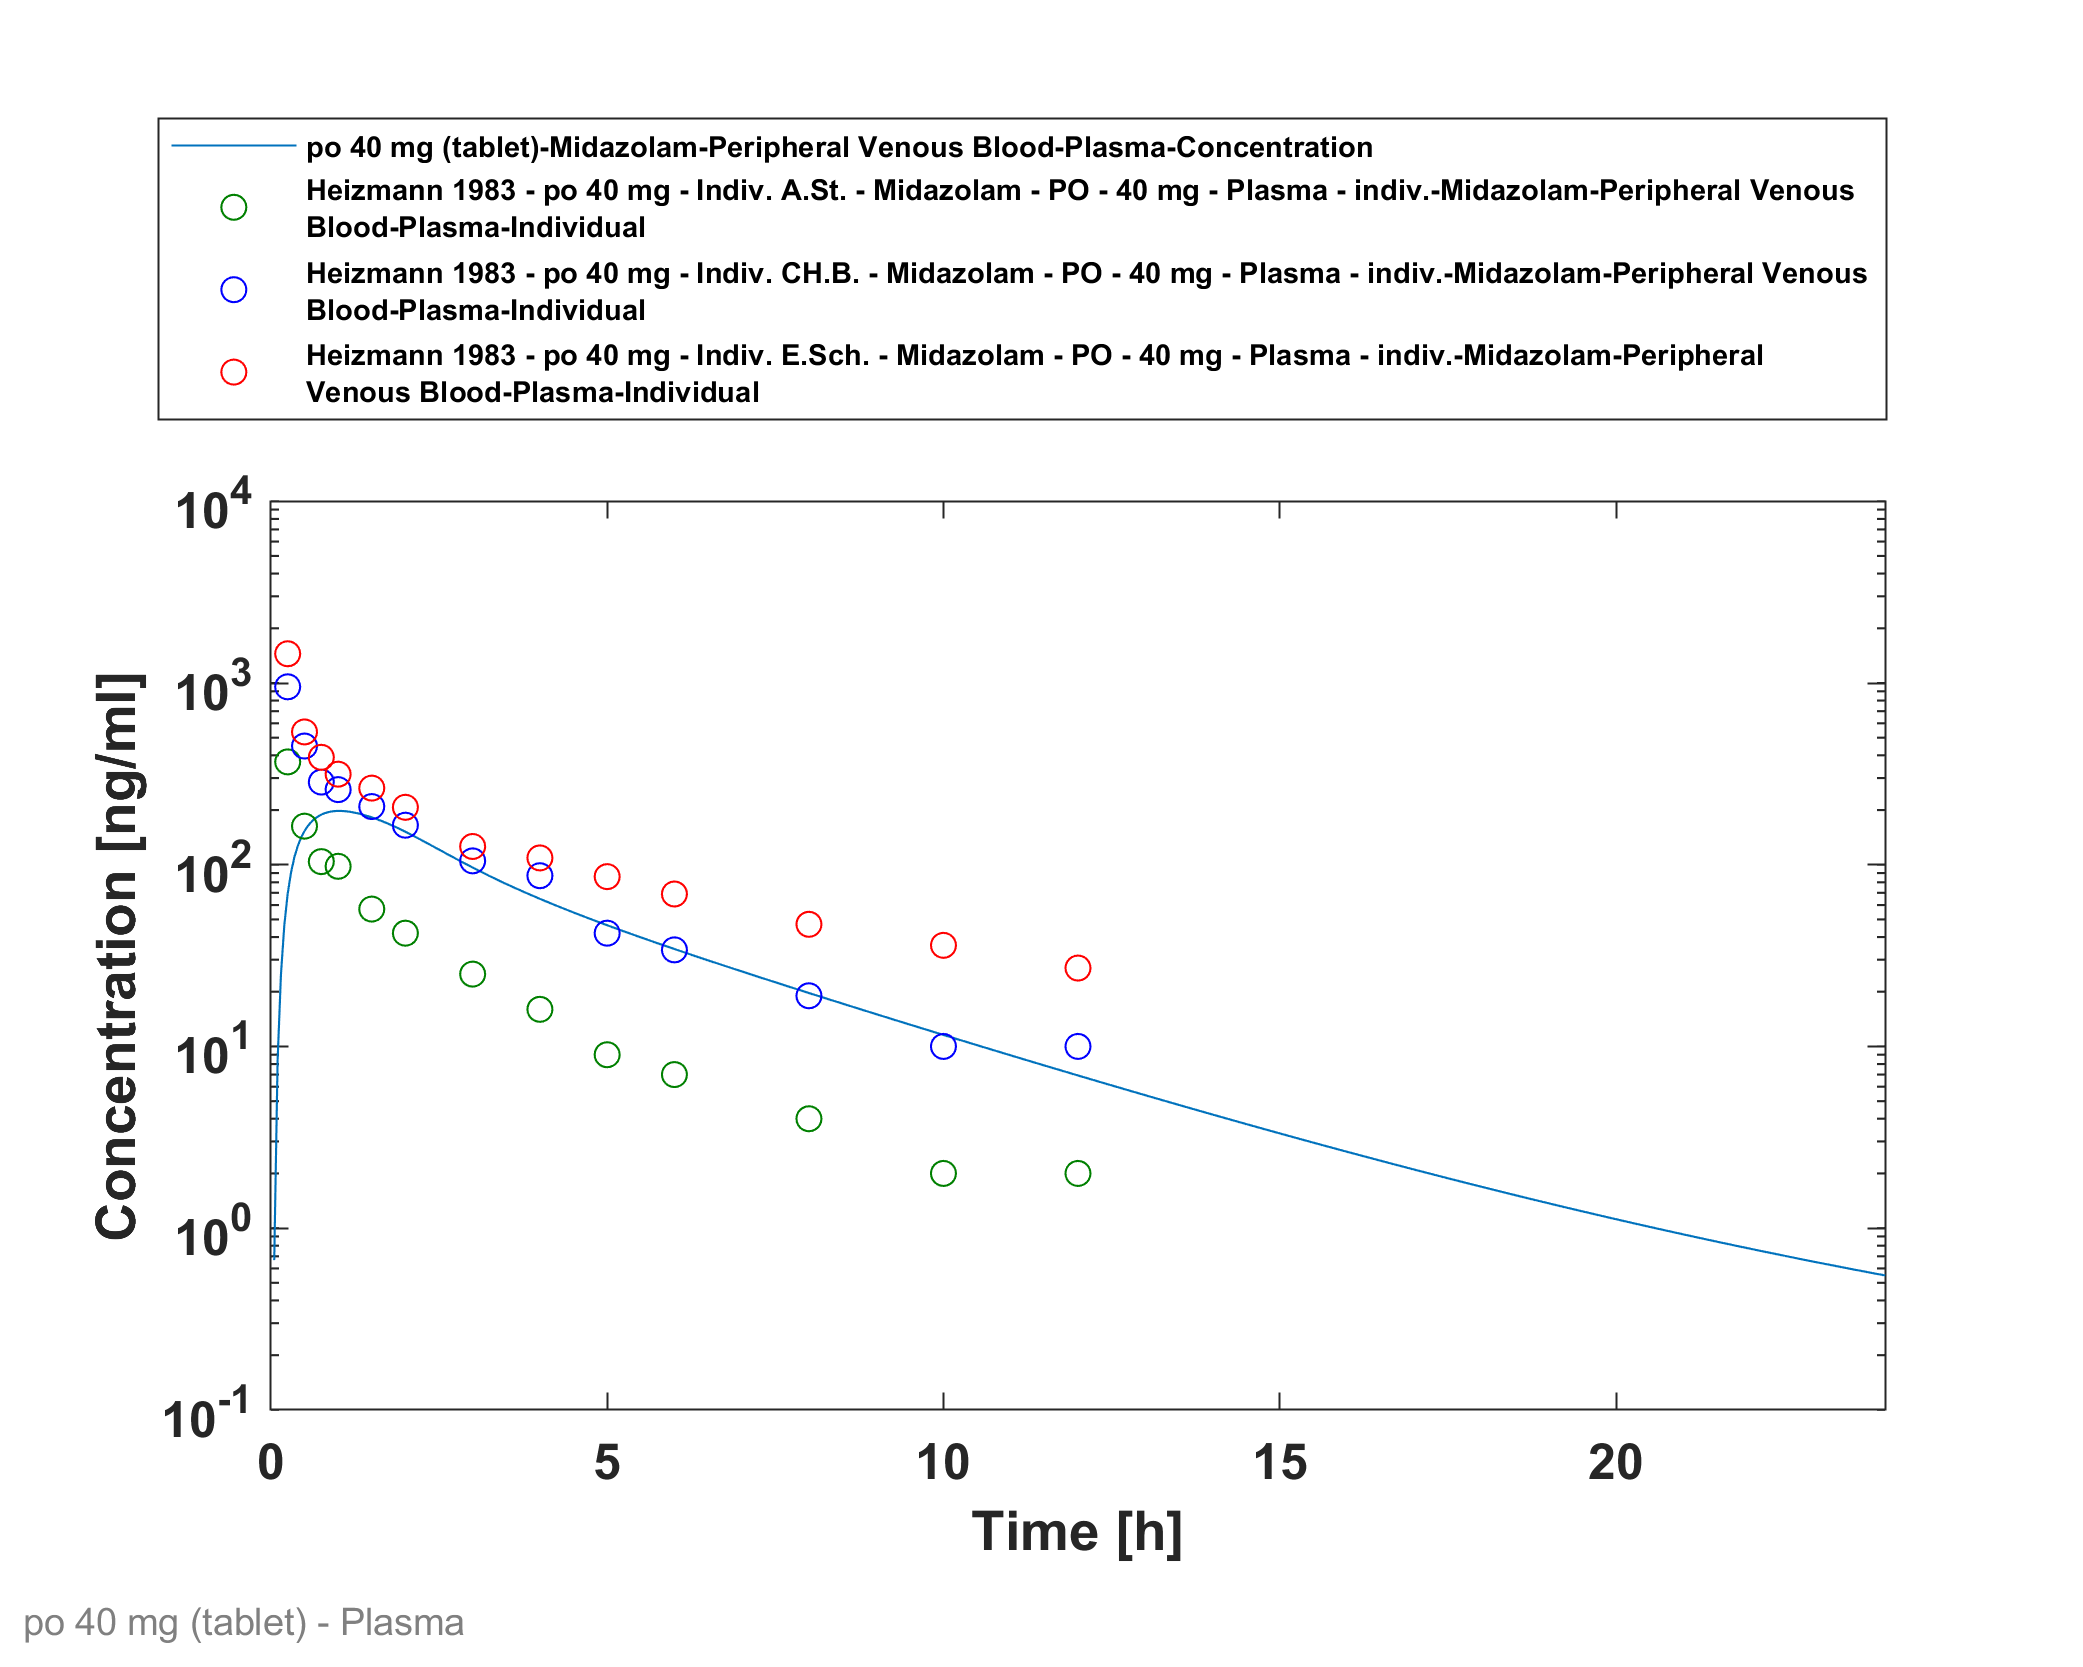 po 40 mg (tablet)-Midazolam-Peripheral Venous Blood-Plasma-Concentration
Heizmann 1983 - po 40 mg - Indiv. A.St. - Midazolam - PO - 40 mg - Plasma - indiv.-Midazolam-Peripheral Venous
Blood-Plasma-Individual
Heizmann 1983 - po 40 mg - Indiv. CH.B. - Midazolam - PO - 40 mg - Plasma - indiv.-Midazolam-Peripheral Venous
Blood-Plasma-Individual
Heizmann 1983 - po 40 mg - Indiv. E.Sch. - Midazolam - PO - 40 mg - Plasma - indiv.-Midazolam-Peripheral
Venous Blood-Plasma-Individual
10^4
10^3
10^2
10^1
10^0
10^-1
Concentration [ng/ml]
0 5 10 15 20
Time [h]
po 40 mg (tablet) - Plasma